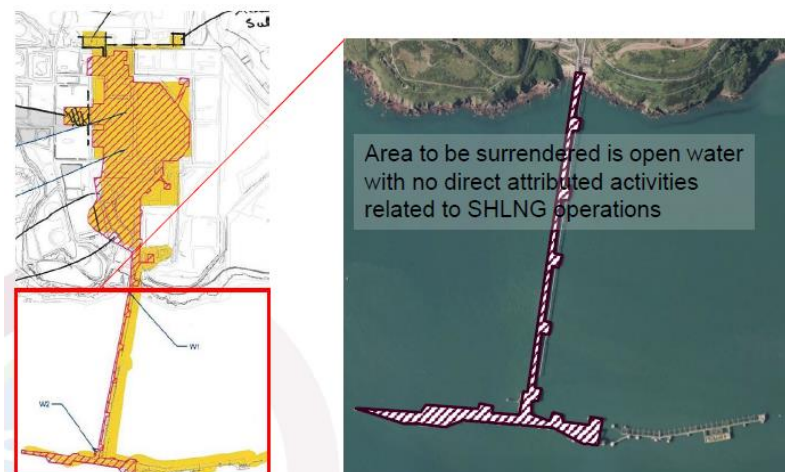 W1
W2
Area to be surrendered is open water
with no direct attributed activities
related to SHLNG operations